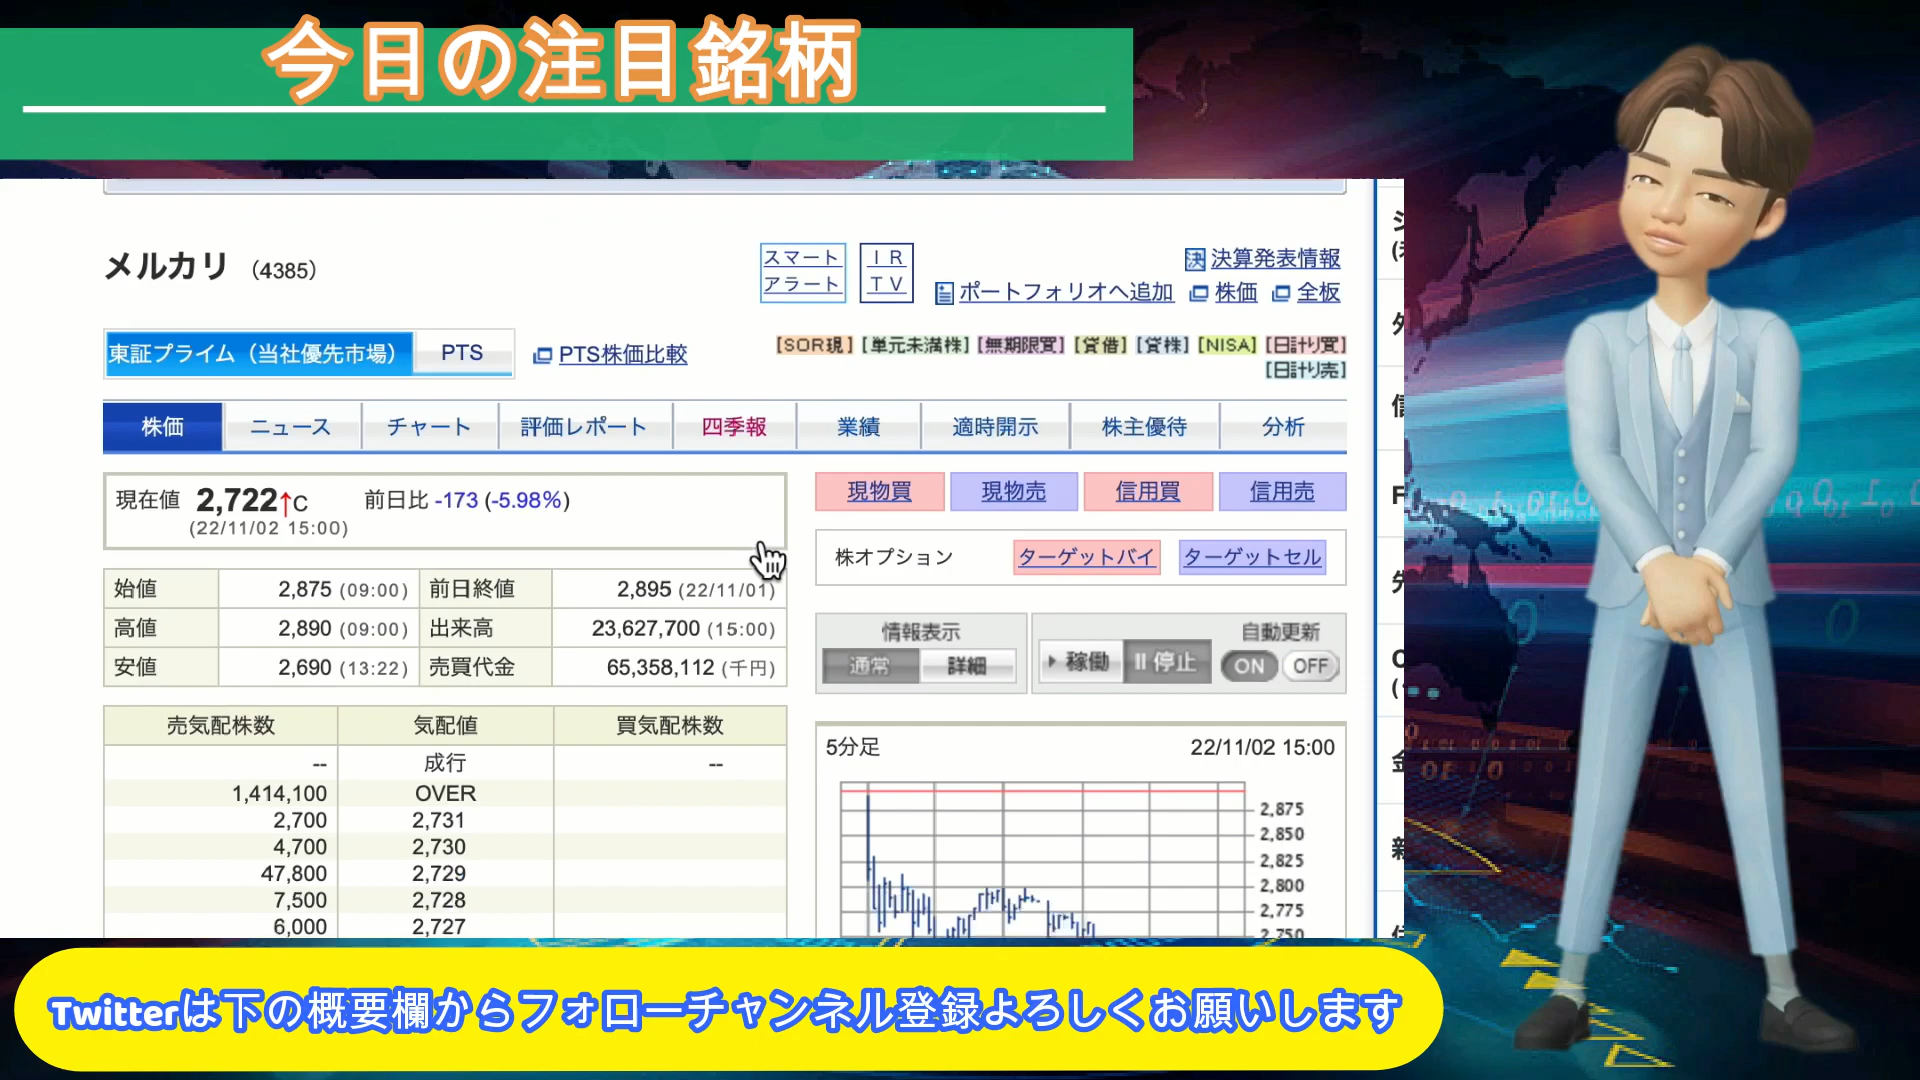 今日の注目銘柄
メルカリ (4385)
スマート
アラート
IR
TV
決 決算発表情報
ポートフォリオへ追加 株価 全板
東証プライム（当社優先市場） PTS PTS株価比較
[SOR現] [単元未満株] [無期限買] [貸借] [貸株] [NISA] [日計り買]
[日計り売]
株価 ニュース チャート 評価レポート 四季報 業績 適時開示 株主優待 分析
現在値 2,722↑C 前日比 -173 (-5.98%)
(22/11/02 15:00)
現物買 現物売 信用買 信用売
株オプション ターゲットバイ ターゲットセル
始値 2,875 (09:00) 前日終値 2,895 (22/11/01)
高値 2,890 (09:00) 出来高 23,627,700 (15:00)
安値 2,690 (13:22) 売買代金 65,358,112 (千円)
情報表示 自動更新
通常 詳細 稼働 停止 ON OFF
売気配株数 気配値 買気配株数
-- 成行 --
1,414,100 OVER
2,700 2,731
4,700 2,730
47,800 2,729
7,500 2,728
6,000 2,727
5分足 22/11/02 15:00
2,875
2,850
2,825
2,800
2,775
2,750
Twitterは下の概要欄からフォローチャンネル登録よろしくお願いします